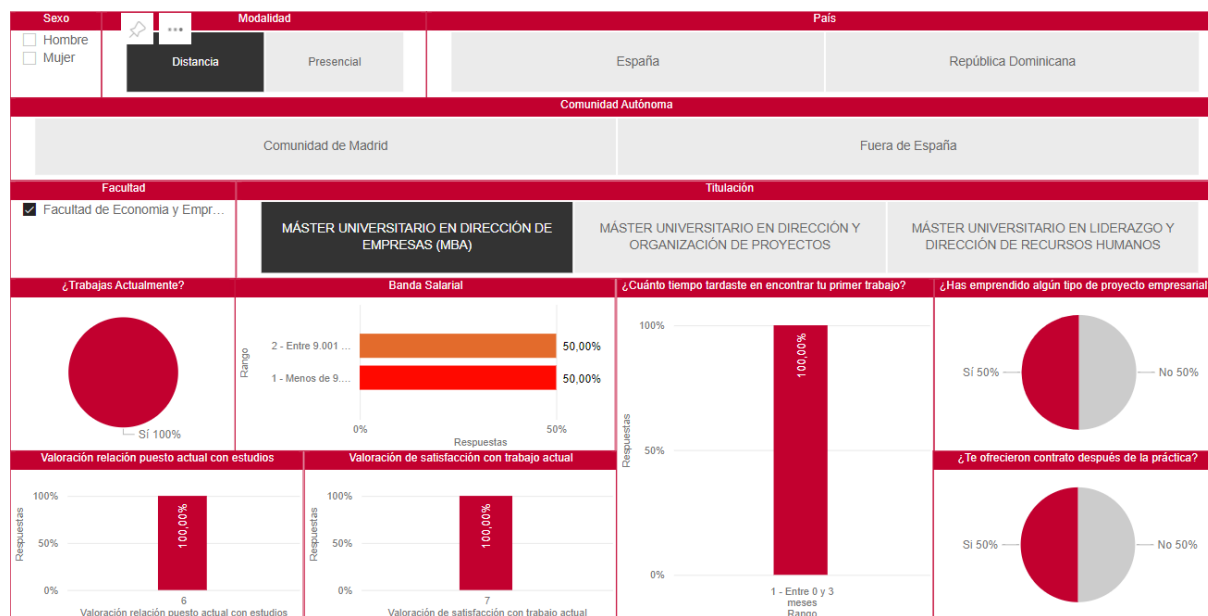 Sexo
Modalidad
País
Hombre
Mujer
Distancia
Presencial
España
República Dominicana
Comunidad Autónoma
Comunidad de Madrid
Fuera de España
Facultad
Titulación
Facultad de Economia y Empr...
MÁSTER UNIVERSITARIO EN DIRECCIÓN DE
EMPRESAS (MBA)
MÁSTER UNIVERSITARIO EN DIRECCIÓN Y
ORGANIZACIÓN DE PROYECTOS
MÁSTER UNIVERSITARIO EN LIDERAZGO Y
DIRECCIÓN DE RECURSOS HUMANOS
¿Trabajas Actualmente?
Sí 100%
Banda Salarial
Rango
2 - Entre 9.001 ...
50,00%
1 - Menos de 9....
50,00%
0%
50%
Respuestas
¿Cuánto tiempo tardaste en encontrar tu primer trabajo?
Respuestas
100%
50%
0%
100,00%
1 - Entre 0 y 3
meses
Rango
¿Has emprendido algún tipo de proyecto empresarial
Sí 50%
No 50%
Valoración relación puesto actual con estudios
Respuestas
100%
50%
0%
100,00%
6
Valoración relación puesto actual con estudios
Valoración de satisfacción con trabajo actual
Respuestas
100%
50%
0%
100,00%
7
Valoración de satisfacción con trabajo actual
¿Te ofrecieron contrato después de la práctica?
Si 50%
No 50%